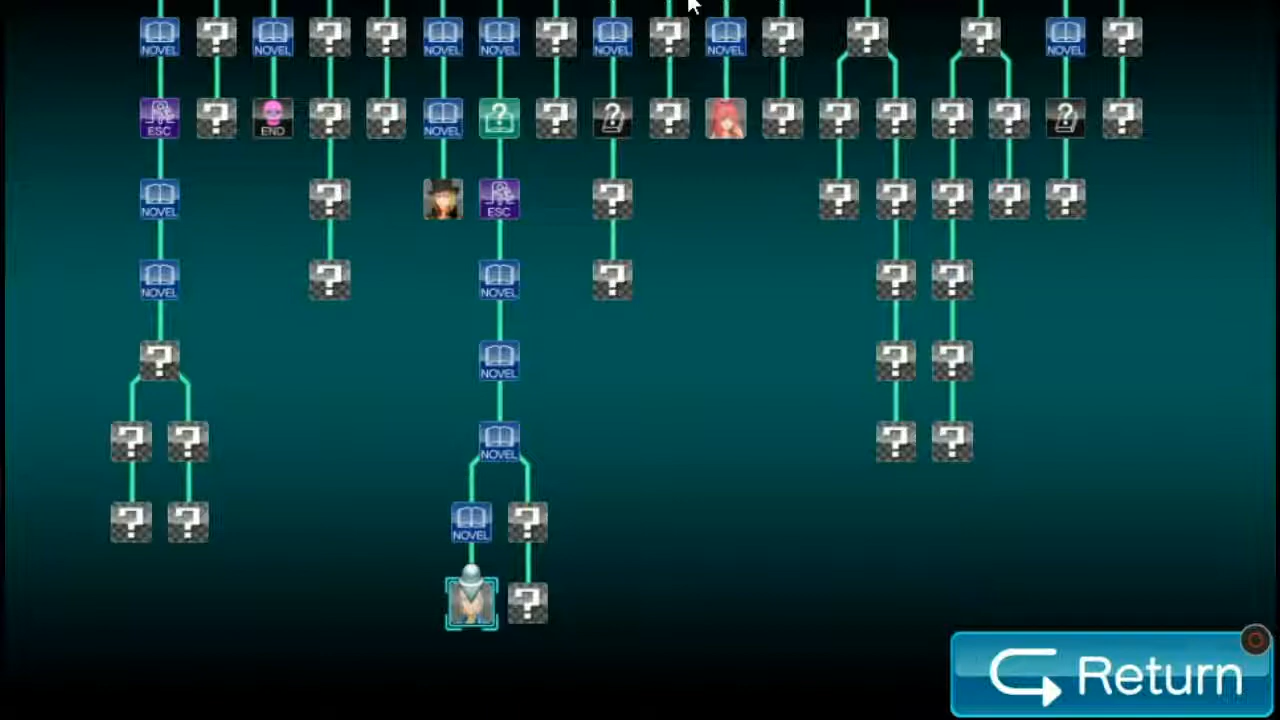 NOVEL ? NOVEL ? ? NOVEL NOVEL ? NOVEL ? NOVEL ? ? ? NOVEL ?
ESC ? END ? ? NOVEL ? ? ? ? ? ? ? ? ? ? ?
NOVEL ? ESC ? ? ? ? ? ?
NOVEL ? NOVEL ? ? ?
? NOVEL ? ?
? ? NOVEL ? ?
? ? NOVEL ?
?
Return